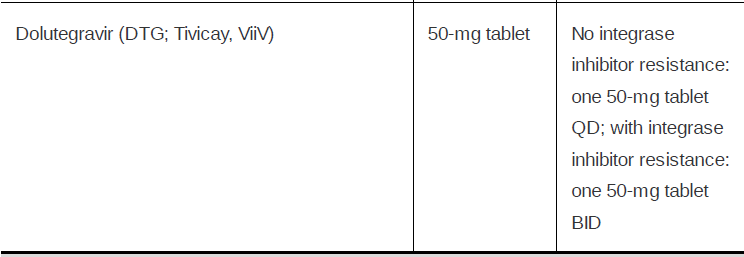 Dolutegravir (DTG; Tivicay, ViiV)
50-mg tablet
No integrase
inhibitor resistance:
one 50-mg tablet
QD; with integrase
inhibitor resistance:
one 50-mg tablet
BID